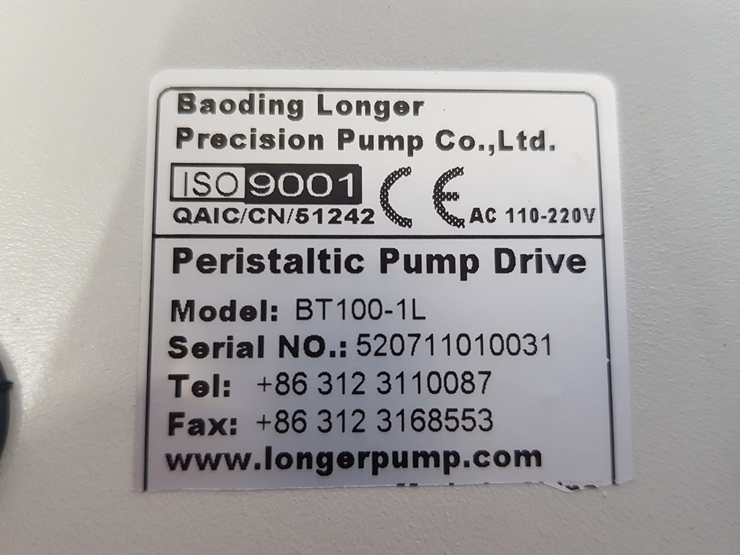 Baoding Longer
Precision Pump Co.,Ltd.
ISO 9001
QAIC/CN/51242 CE AC 110-220V
Peristaltic Pump Drive
Model: BT100-1L
Serial NO.: 520711010031
Tel: +86 312 3110087
Fax: +86 312 3168553
www.longerpump.com